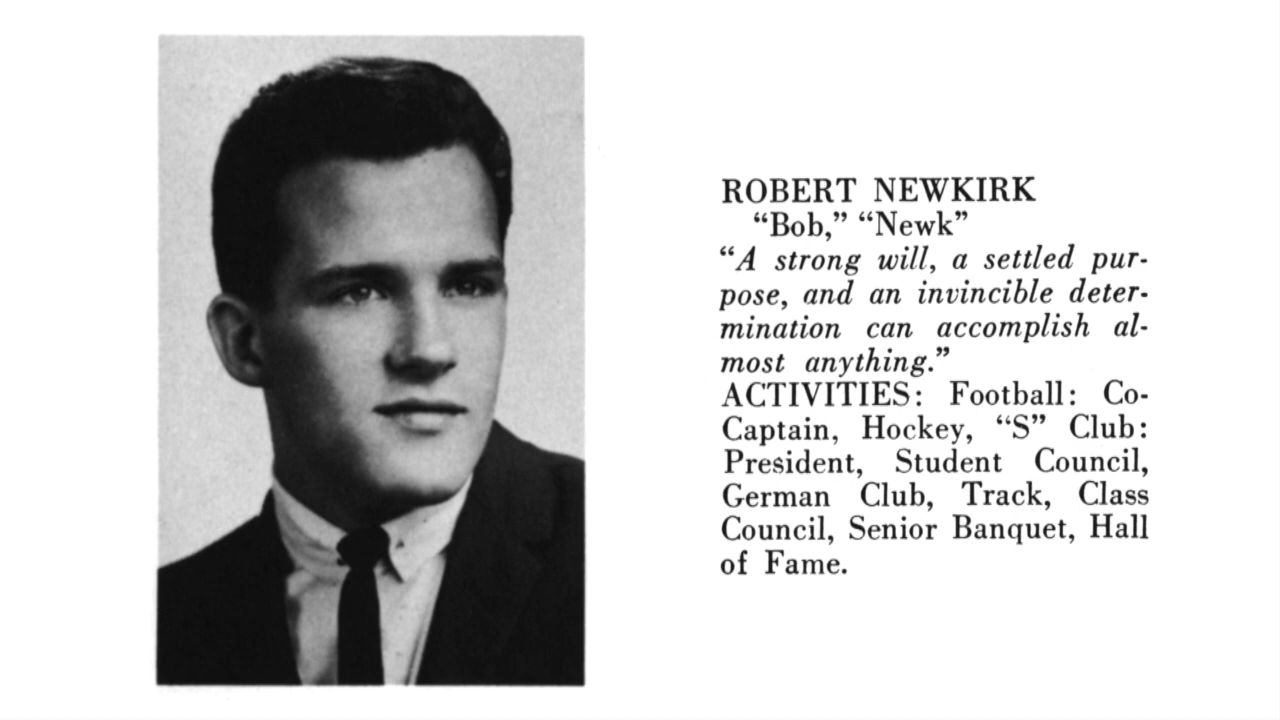 ROBERT NEWKIRK
“Bob,” “Newk”
“A strong will, a settled pur-
pose, and an invincible deter-
mination can accomplish al-
most anything.”
ACTIVITIES: Football: Co-
Captain, Hockey, “S” Club:
President, Student Council,
German Club, Track, Class
Council, Senior Banquet, Hall
of Fame.